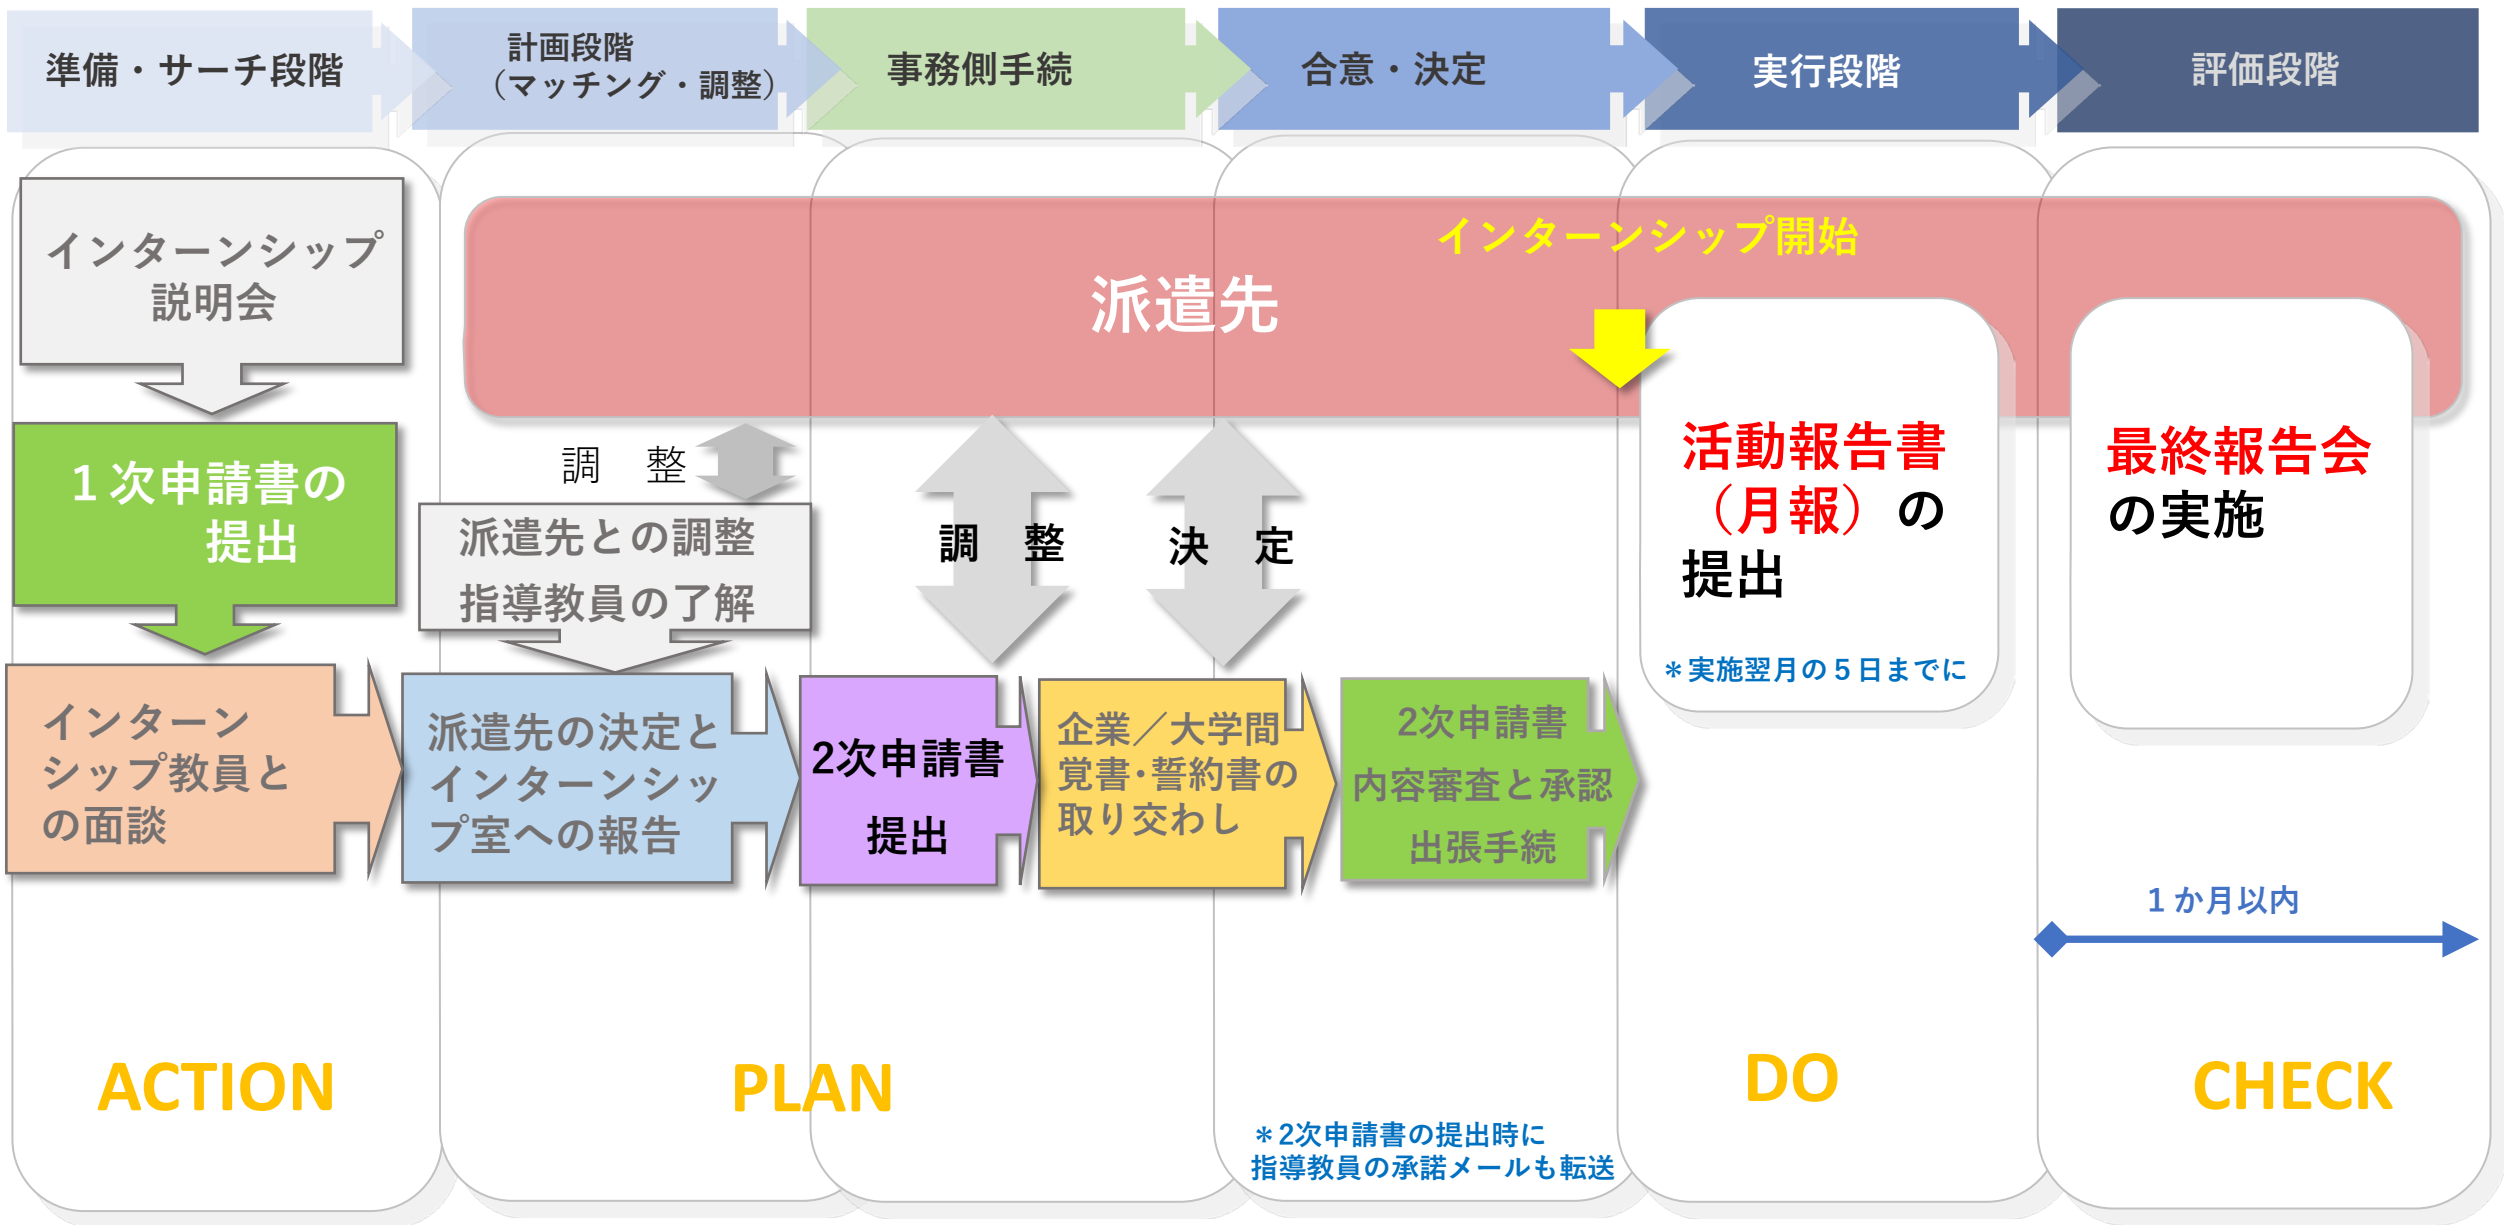 準備・サーチ段階
計画段階
（マッチング・調整）
事務側手続
合意・決定
実行段階
評価段階
インターンシップ
説明会
１次申請書の
提出
インターン
シップ教員と
の面談
派遣先
インターンシップ開始
調　整
派遣先との調整
指導教員の了解
派遣先の決定と
インターンシッ
プ室への報告
調　整
決　定
2次申請書
提出
企業／大学間
覚書･誓約書の
取り交わし
2次申請書
内容審査と承認
出張手続
活動報告書
（月報）の
提出
＊実施翌月の５日までに
最終報告会
の実施
１か月以内
ACTION
PLAN
DO
CHECK
＊2次申請書の提出時に
指導教員の承諾メールも転送